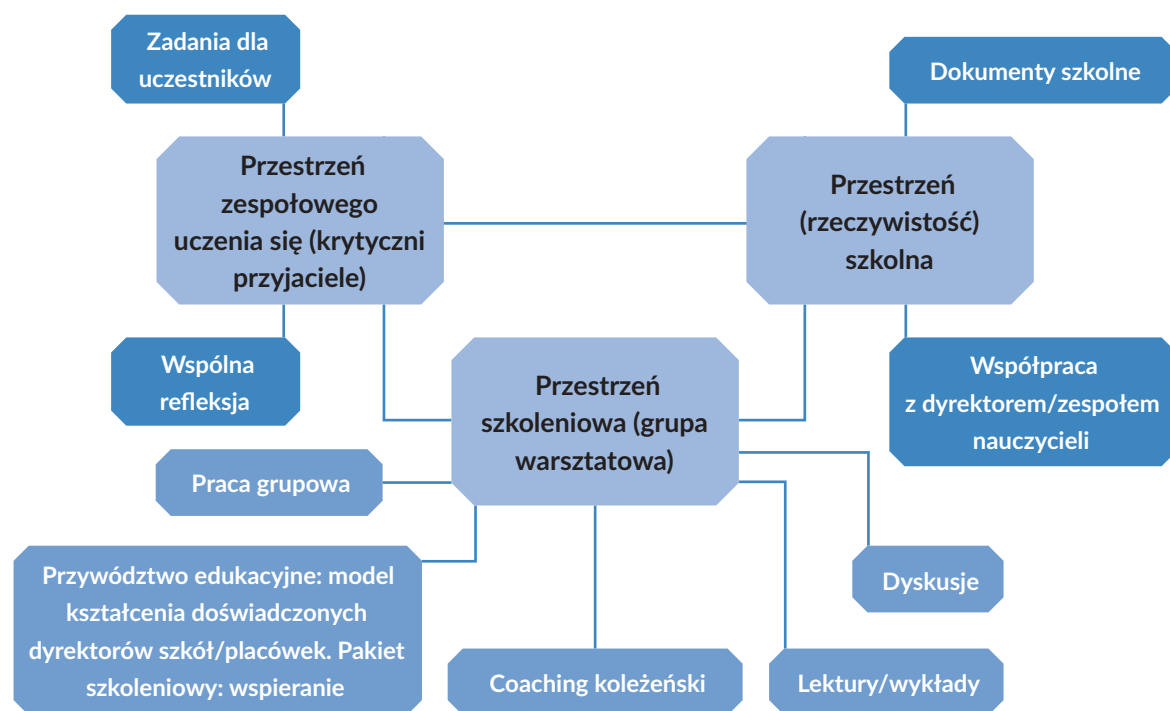 Zadania dla
uczestników
Dokumenty szkolne
Przestrzeń
zespołowego
uczenia się (krytyczni
przyjaciele)
Przestrzeń
(rzeczywistość)
szkolna
Wspólna
refleksja
Przestrzeń
szkoleniowa (grupa
warsztatowa)
Współpraca
z dyrektorem/zespołem
nauczycieli
Praca grupowa
Przywództwo edukacyjne: model
kształcenia doświadczonych
dyrektorów szkół/placówek. Pakiet
szkoleniowy: wspieranie
Dyskusje
Coaching koleżeński
Lektury/wykłady